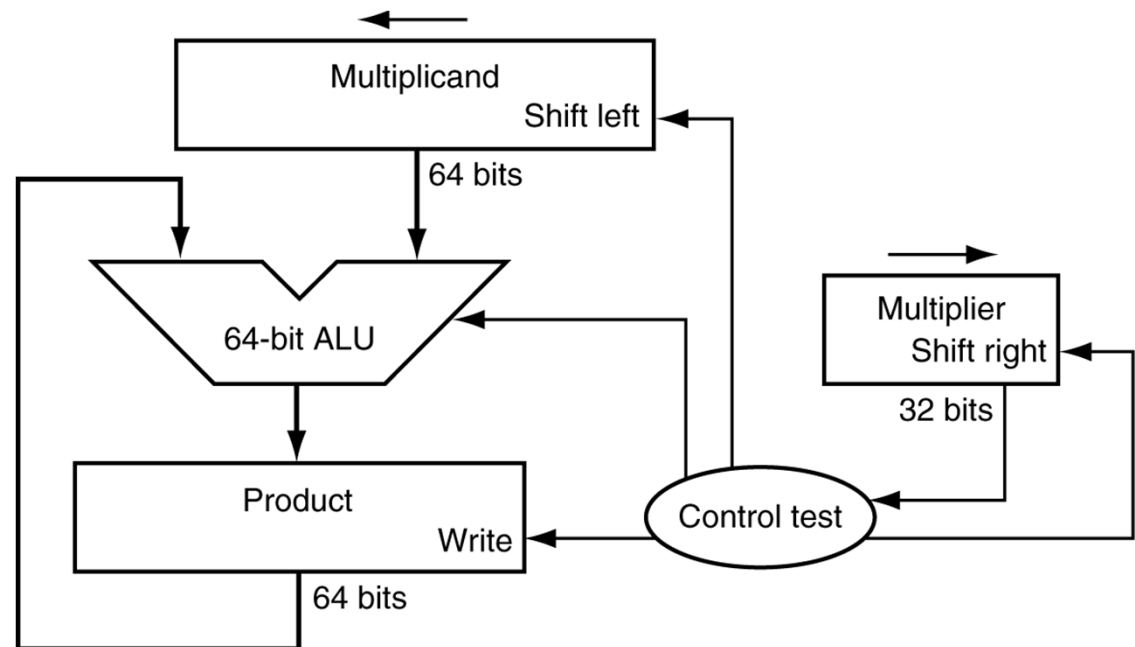 Multiplicand
Shift left
64 bits
64-bit ALU
Multiplier
Shift right
32 bits
Product
Write
Control test
64 bits